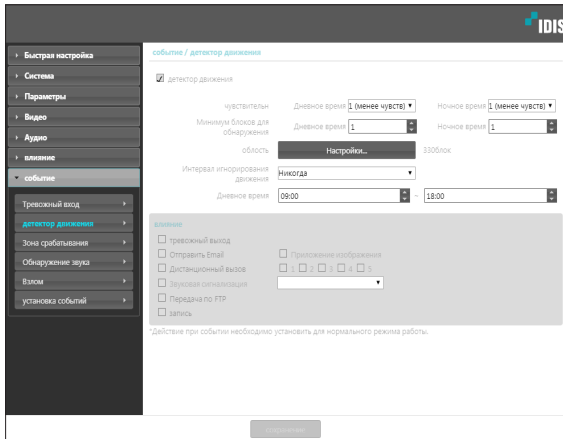 IDIS
Быстрая настройка
Система
Параметры
Видео
Аудио
влияние
событие
Тревожный вход
детектор движения
Зона срабатывания
Обнаружение звука
Взлом
установка событий
событие / детектор движения
детектор движения
чувствительн Дневное время 1 (менее чувств) Ночное время 1 (менее чувств)
Минимум блоков для обнаружения Дневное время 1 Ночное время 1
облость Настройки... 330блок
Интервал игнорирования движения Никогда
Дневное время 09:00 ~ 18:00
влияние
тревожный выход
Отправить Email Приложение изображения
Дистанционный вызов 1 2 3 4 5
Звуковая сигнализация
Передача по FTP
запись
*Действие при событии необходимо установить для нормального режима работы.
сохранение